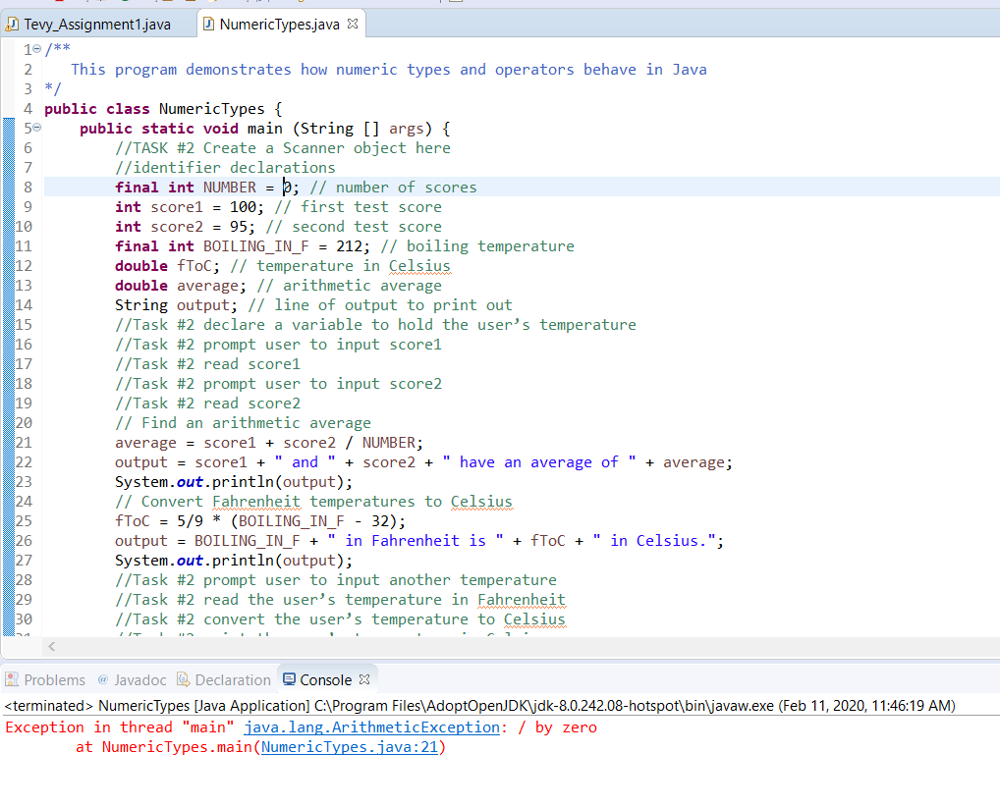 Tevy_Assignment1.java NumericTypes.java
1 /**
2 This program demonstrates how numeric types and operators behave in Java
3 */
4 public class NumericTypes {
5 public static void main (String [] args) {
6 //TASK #2 Create a Scanner object here
7 //identifier declarations
8 final int NUMBER = 0; // number of scores
9 int score1 = 100; // first test score
10 int score2 = 95; // second test score
11 final int BOILING_IN_F = 212; // boiling temperature
12 double fToC; // temperature in Celsius
13 double average; // arithmetic average
14 String output; // line of output to print out
15 //Task #2 declare a variable to hold the user’s temperature
16 //Task #2 prompt user to input score1
17 //Task #2 read score1
18 //Task #2 prompt user to input score2
19 //Task #2 read score2
20 // Find an arithmetic average
21 average = score1 + score2 / NUMBER;
22 output = score1 + " and " + score2 + " have an average of " + average;
23 System.out.println(output);
24 // Convert Fahrenheit temperatures to Celsius
25 fToC = 5/9 * (BOILING_IN_F - 32);
26 output = BOILING_IN_F + " in Fahrenheit is " + fToC + " in Celsius.";
27 System.out.println(output);
28 //Task #2 prompt user to input another temperature
29 //Task #2 read the user’s temperature in Fahrenheit
30 //Task #2 convert the user’s temperature to Celsius
Problems @ Javadoc Declaration Console
<terminated> NumericTypes [Java Application] C:\Program Files\AdoptOpenJDK\jdk-8.0.242.08-hotspot\bin\javaw.exe (Feb 11, 2020, 11:46:19 AM)
Exception in thread "main" java.lang.ArithmeticException: / by zero
at NumericTypes.main(NumericTypes.java:21)